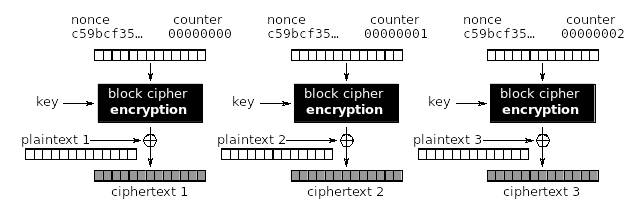 nonce counter nonce counter nonce counter
c59bcf35… 00000000 c59bcf35… 00000001 c59bcf35… 00000002
block cipher block cipher block cipher
key encryption key encryption key encryption
plaintext 1 plaintext 2 plaintext 3
ciphertext 1 ciphertext 2 ciphertext 3